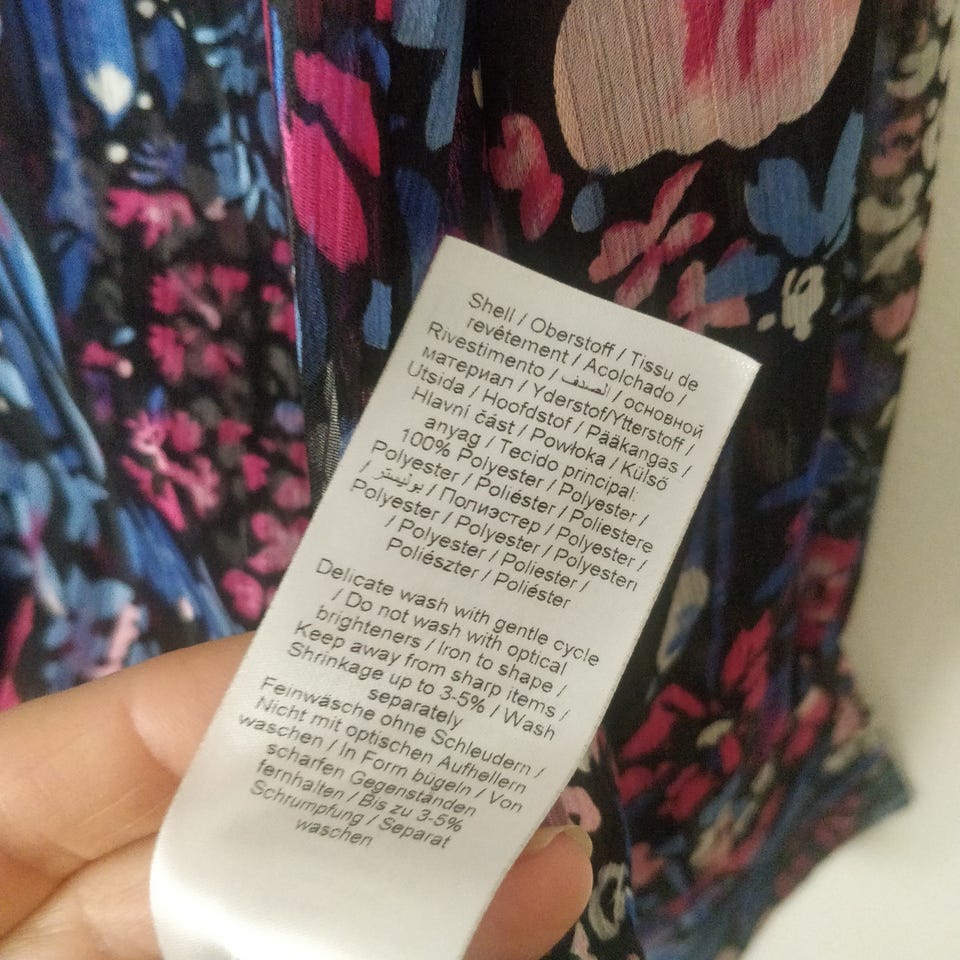 Shell / Oberstoff / Tissu de
revêtement / Acolchado /
Rivestimento / الصدف / основной
материал / Yderstof/Ytterstoff /
Utsida / Hoofdstof / Pääkangas /
Hlavní část / Powłoka / Külső
anyag / Tecido principal:
100% Polyester / Polyester /
Polyester / Poliéster / Poliestere
/ بوليستر / Полиэстер / Polyester /
Polyester / Polyester / Polyesteri
/ Polyester / Poliester /
Poliészter / Poliéster
Delicate wash with gentle cycle
/ Do not wash with optical
brighteners / Iron to shape /
Keep away from sharp items /
Shrinkage up to 3-5% / Wash
separately
Feinwäsche ohne Schleudern /
Nicht mit optischen Aufhellern
waschen / In Form bügeln / Von
scharfen Gegenständen
fernhalten / Bis zu 3-5%
Schrumpfung / Separat
waschen